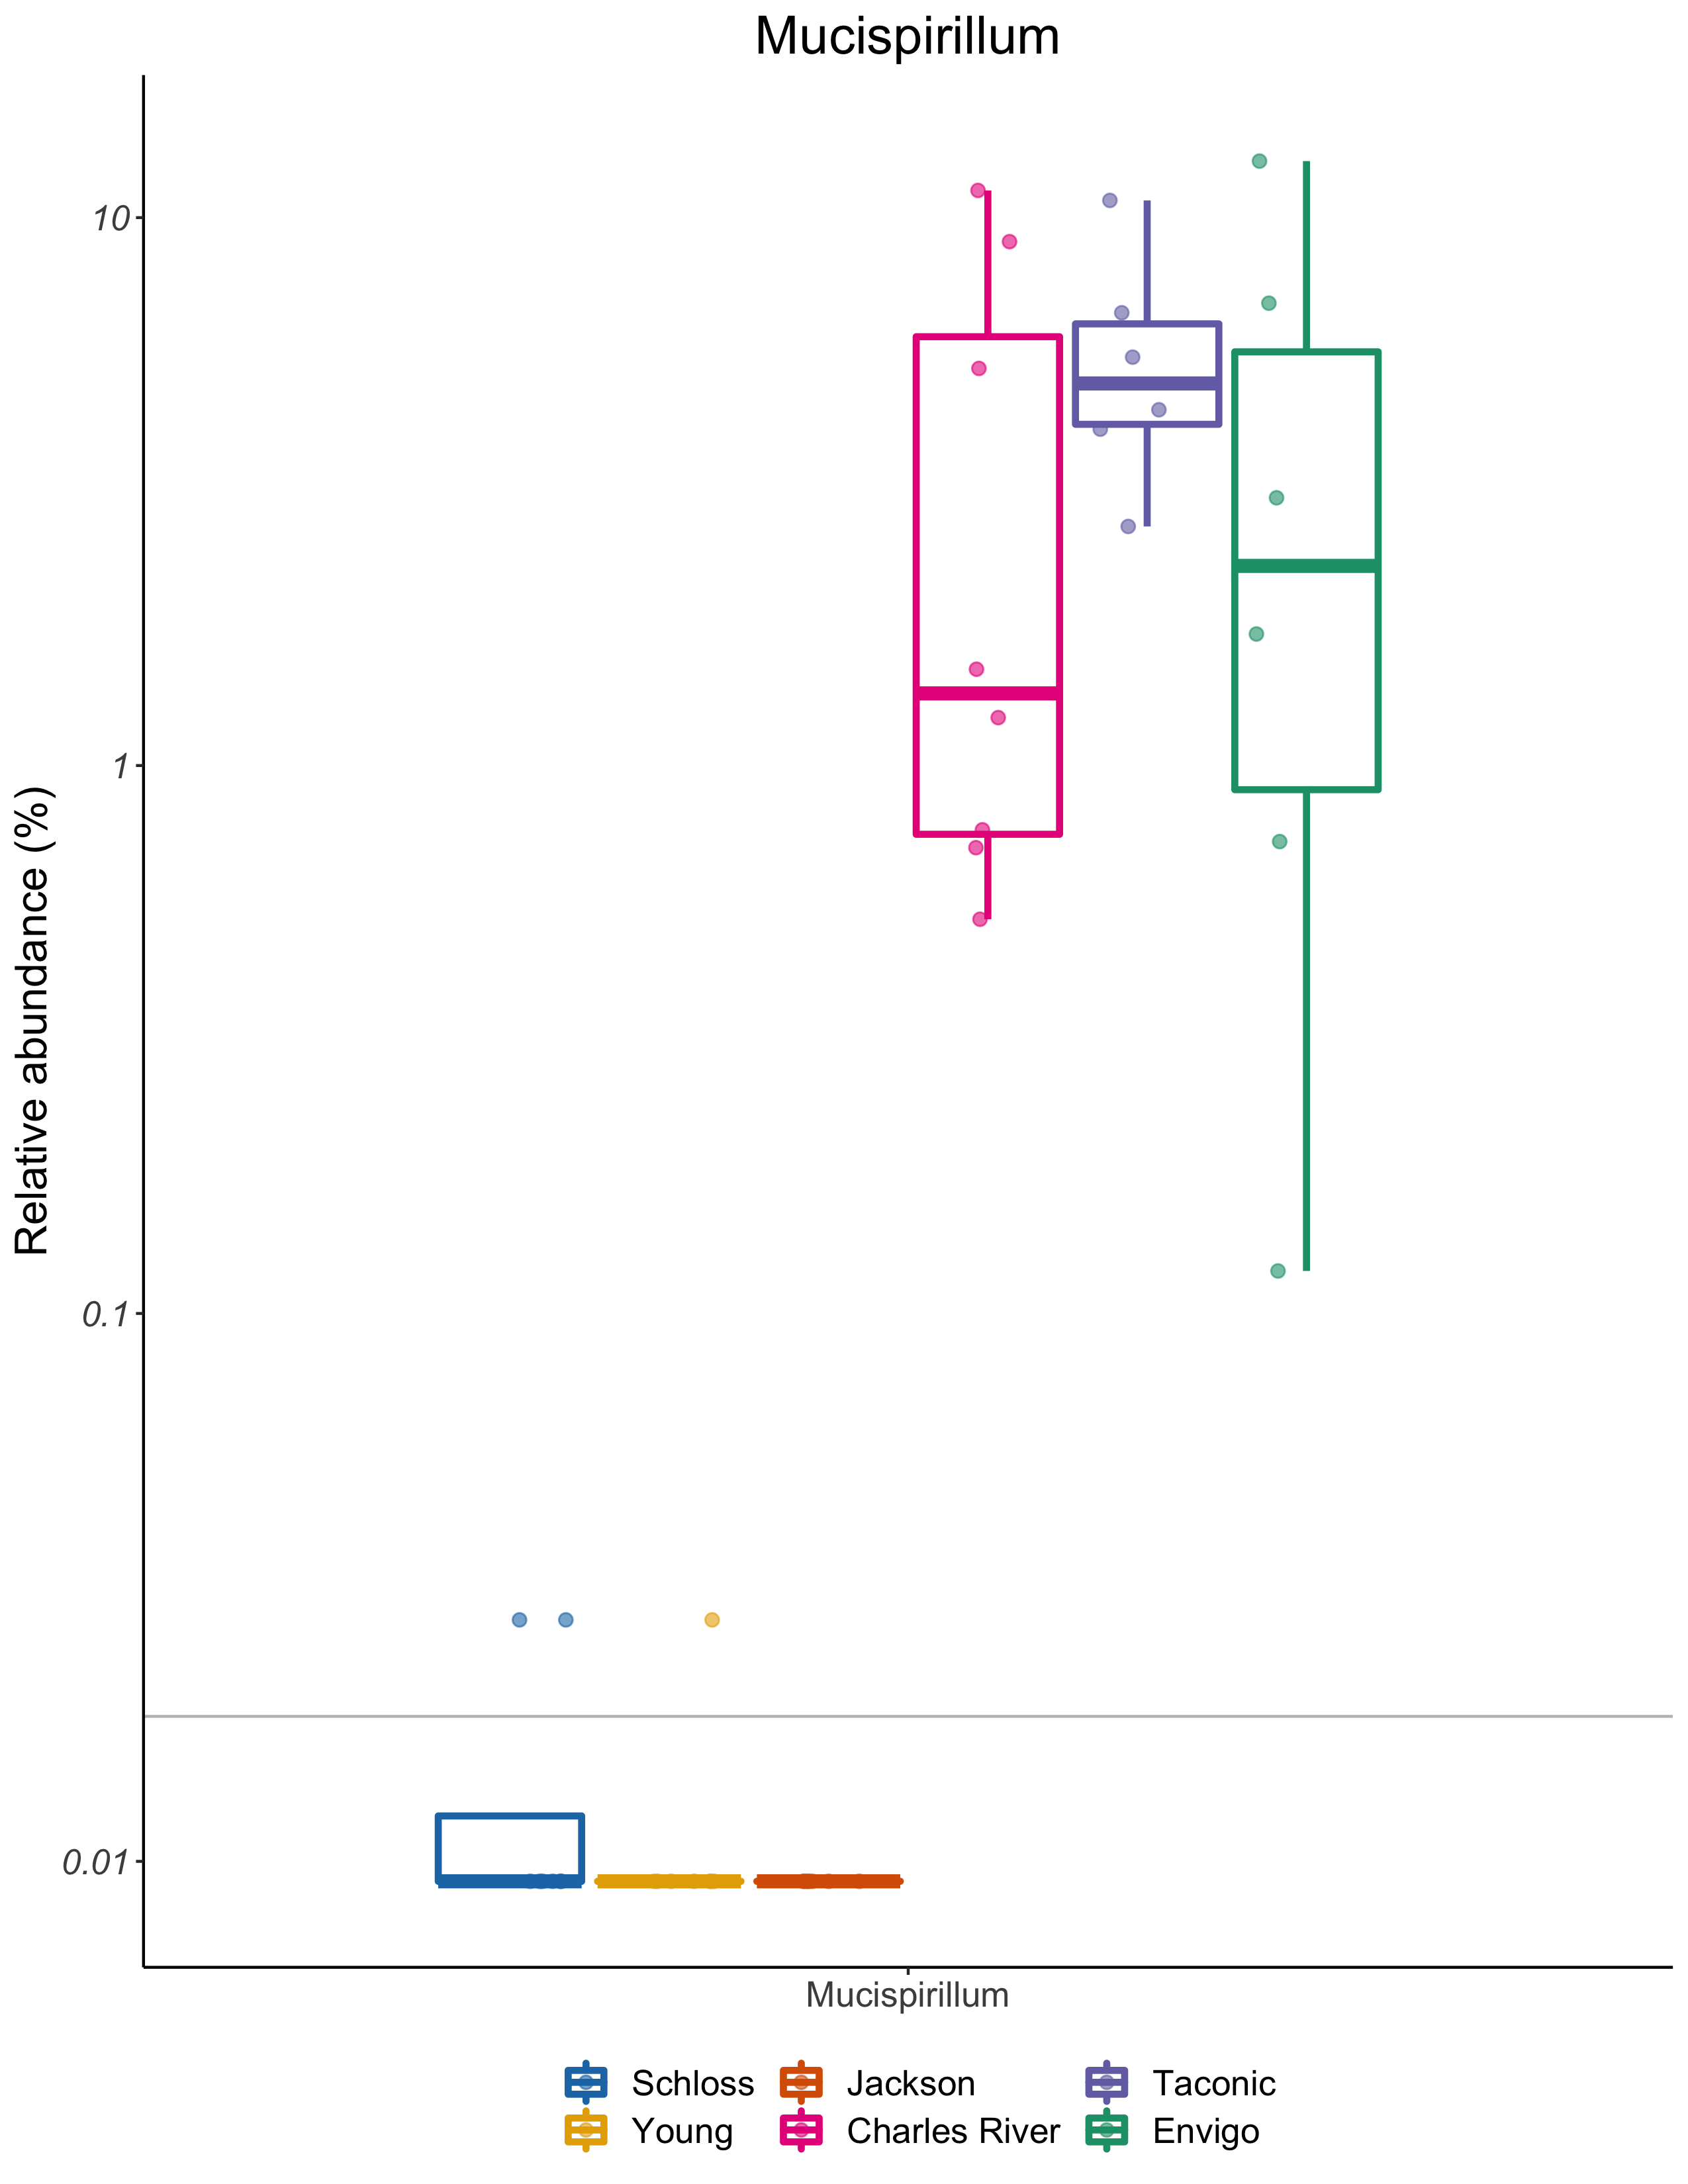 Mucispirillum
Relative abundance (%)
10
1
0.1
0.01
Mucispirillum
Schloss Jackson Taconic
Young Charles River Envigo